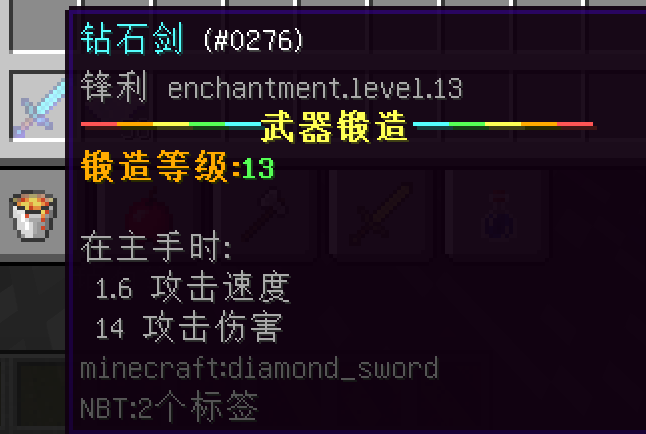 钻石剑 (#0276)
锋利 enchantment.level.13
武器锻造
锻造等级:13
在主手时:
1.6 攻击速度
14 攻击伤害
minecraft:diamond_sword
NBT:2个标签